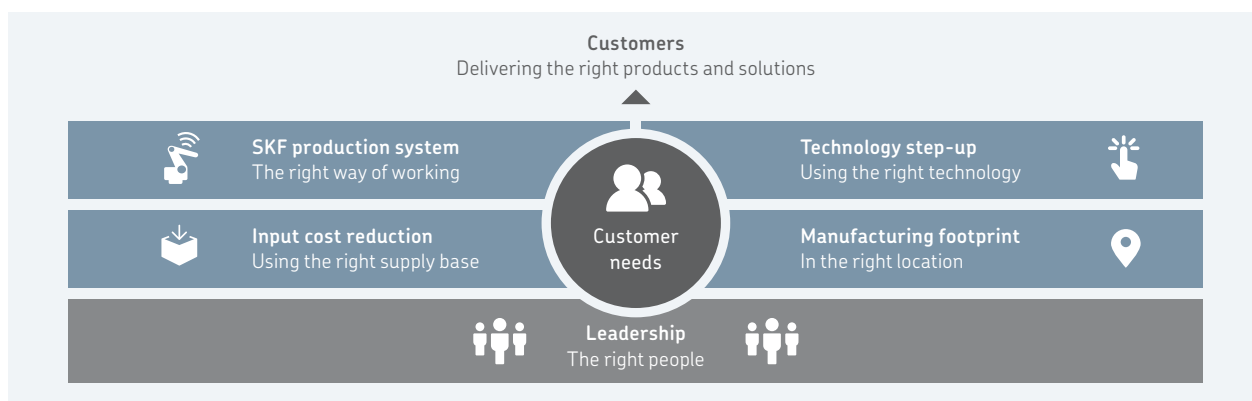 Customers
Delivering the right products and solutions
SKF production system
The right way of working
Technology step-up
Using the right technology
Input cost reduction
Using the right supply base
Customer
needs
Manufacturing footprint
In the right location
Leadership
The right people